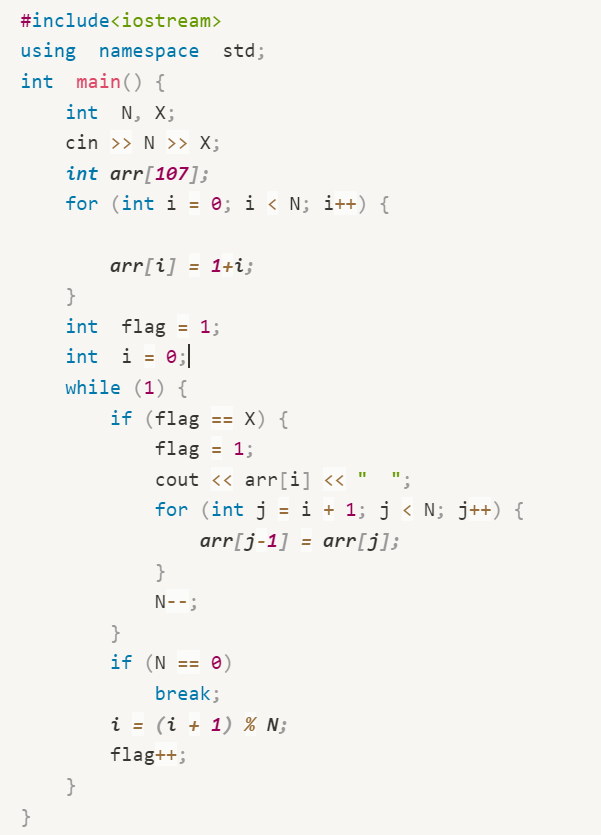 #include<iostream>
using namespace std;
int main() {
    int N, X;
    cin >> N >> X;
    int arr[107];
    for (int i = 0; i < N; i++) {
        arr[i] = 1+i;
    }
    int flag = 1;
    int i = 0;
    while (1) {
        if (flag == X) {
            flag = 1;
            cout << arr[i] << "  ";
            for (int j = i + 1; j < N; j++) {
                arr[j-1] = arr[j];
            }
            N--;
        }
        if (N == 0)
            break;
        i = (i + 1) % N;
        flag++;
    }
}